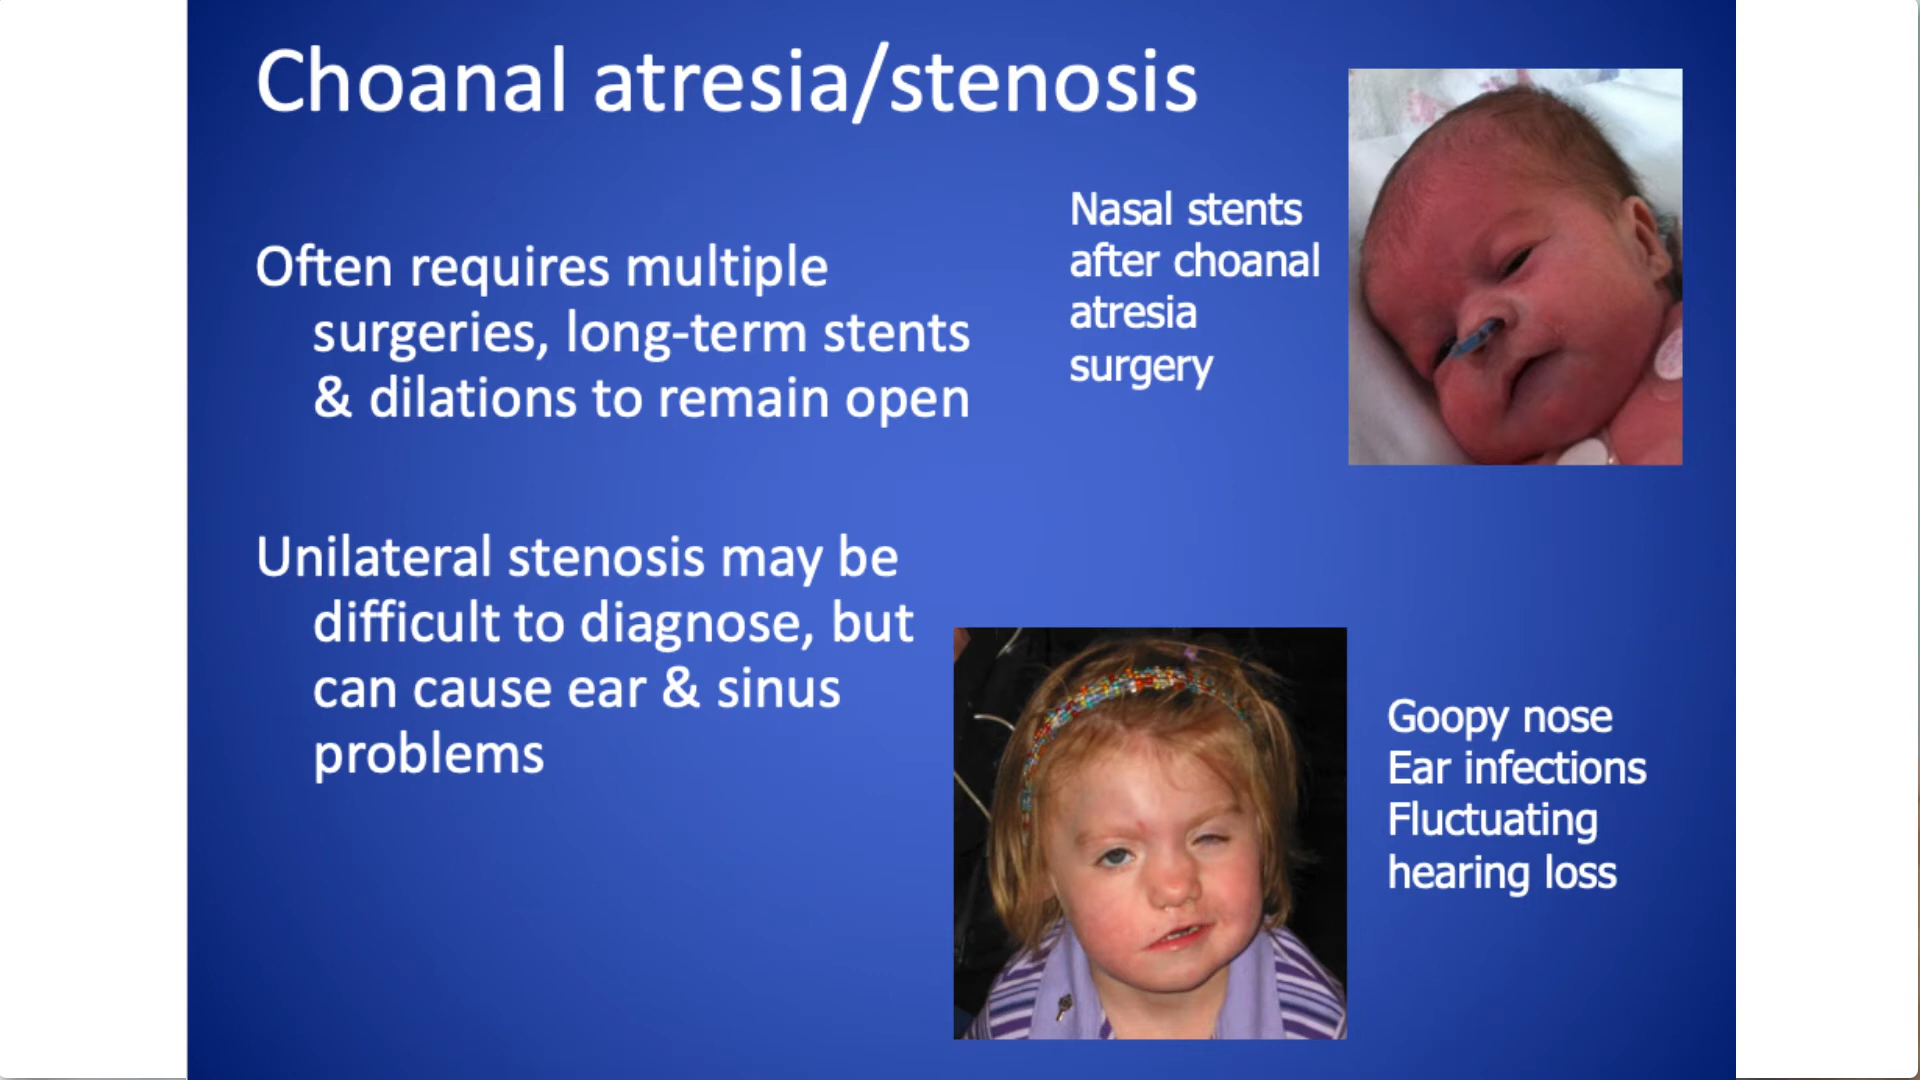 Choanal atresia/stenosis
Often requires multiple
surgeries, long-term stents
& dilations to remain open
Nasal stents
after choanal
atresia
surgery
Unilateral stenosis may be
difficult to diagnose, but
can cause ear & sinus
problems
Goopy nose
Ear infections
Fluctuating
hearing loss